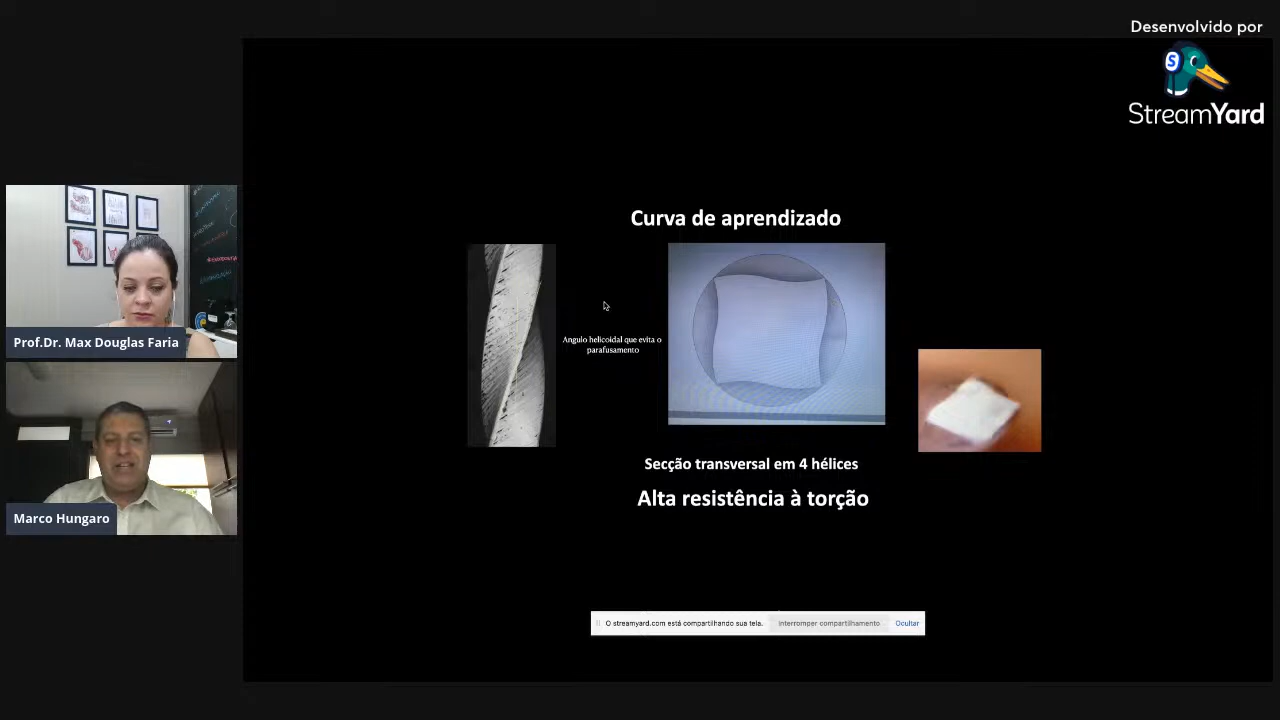 Desenvolvido por
StreamYard
Curva de aprendizado
Angulo helicoidal que evita o
parafusamento
Secção transversal em 4 hélices
Alta resistência à torção
Prof.Dr. Max Douglas Faria
Marco Hungaro
O streamyard.com está compartilhando sua tela.
Interromper compartilhamento
Ocultar